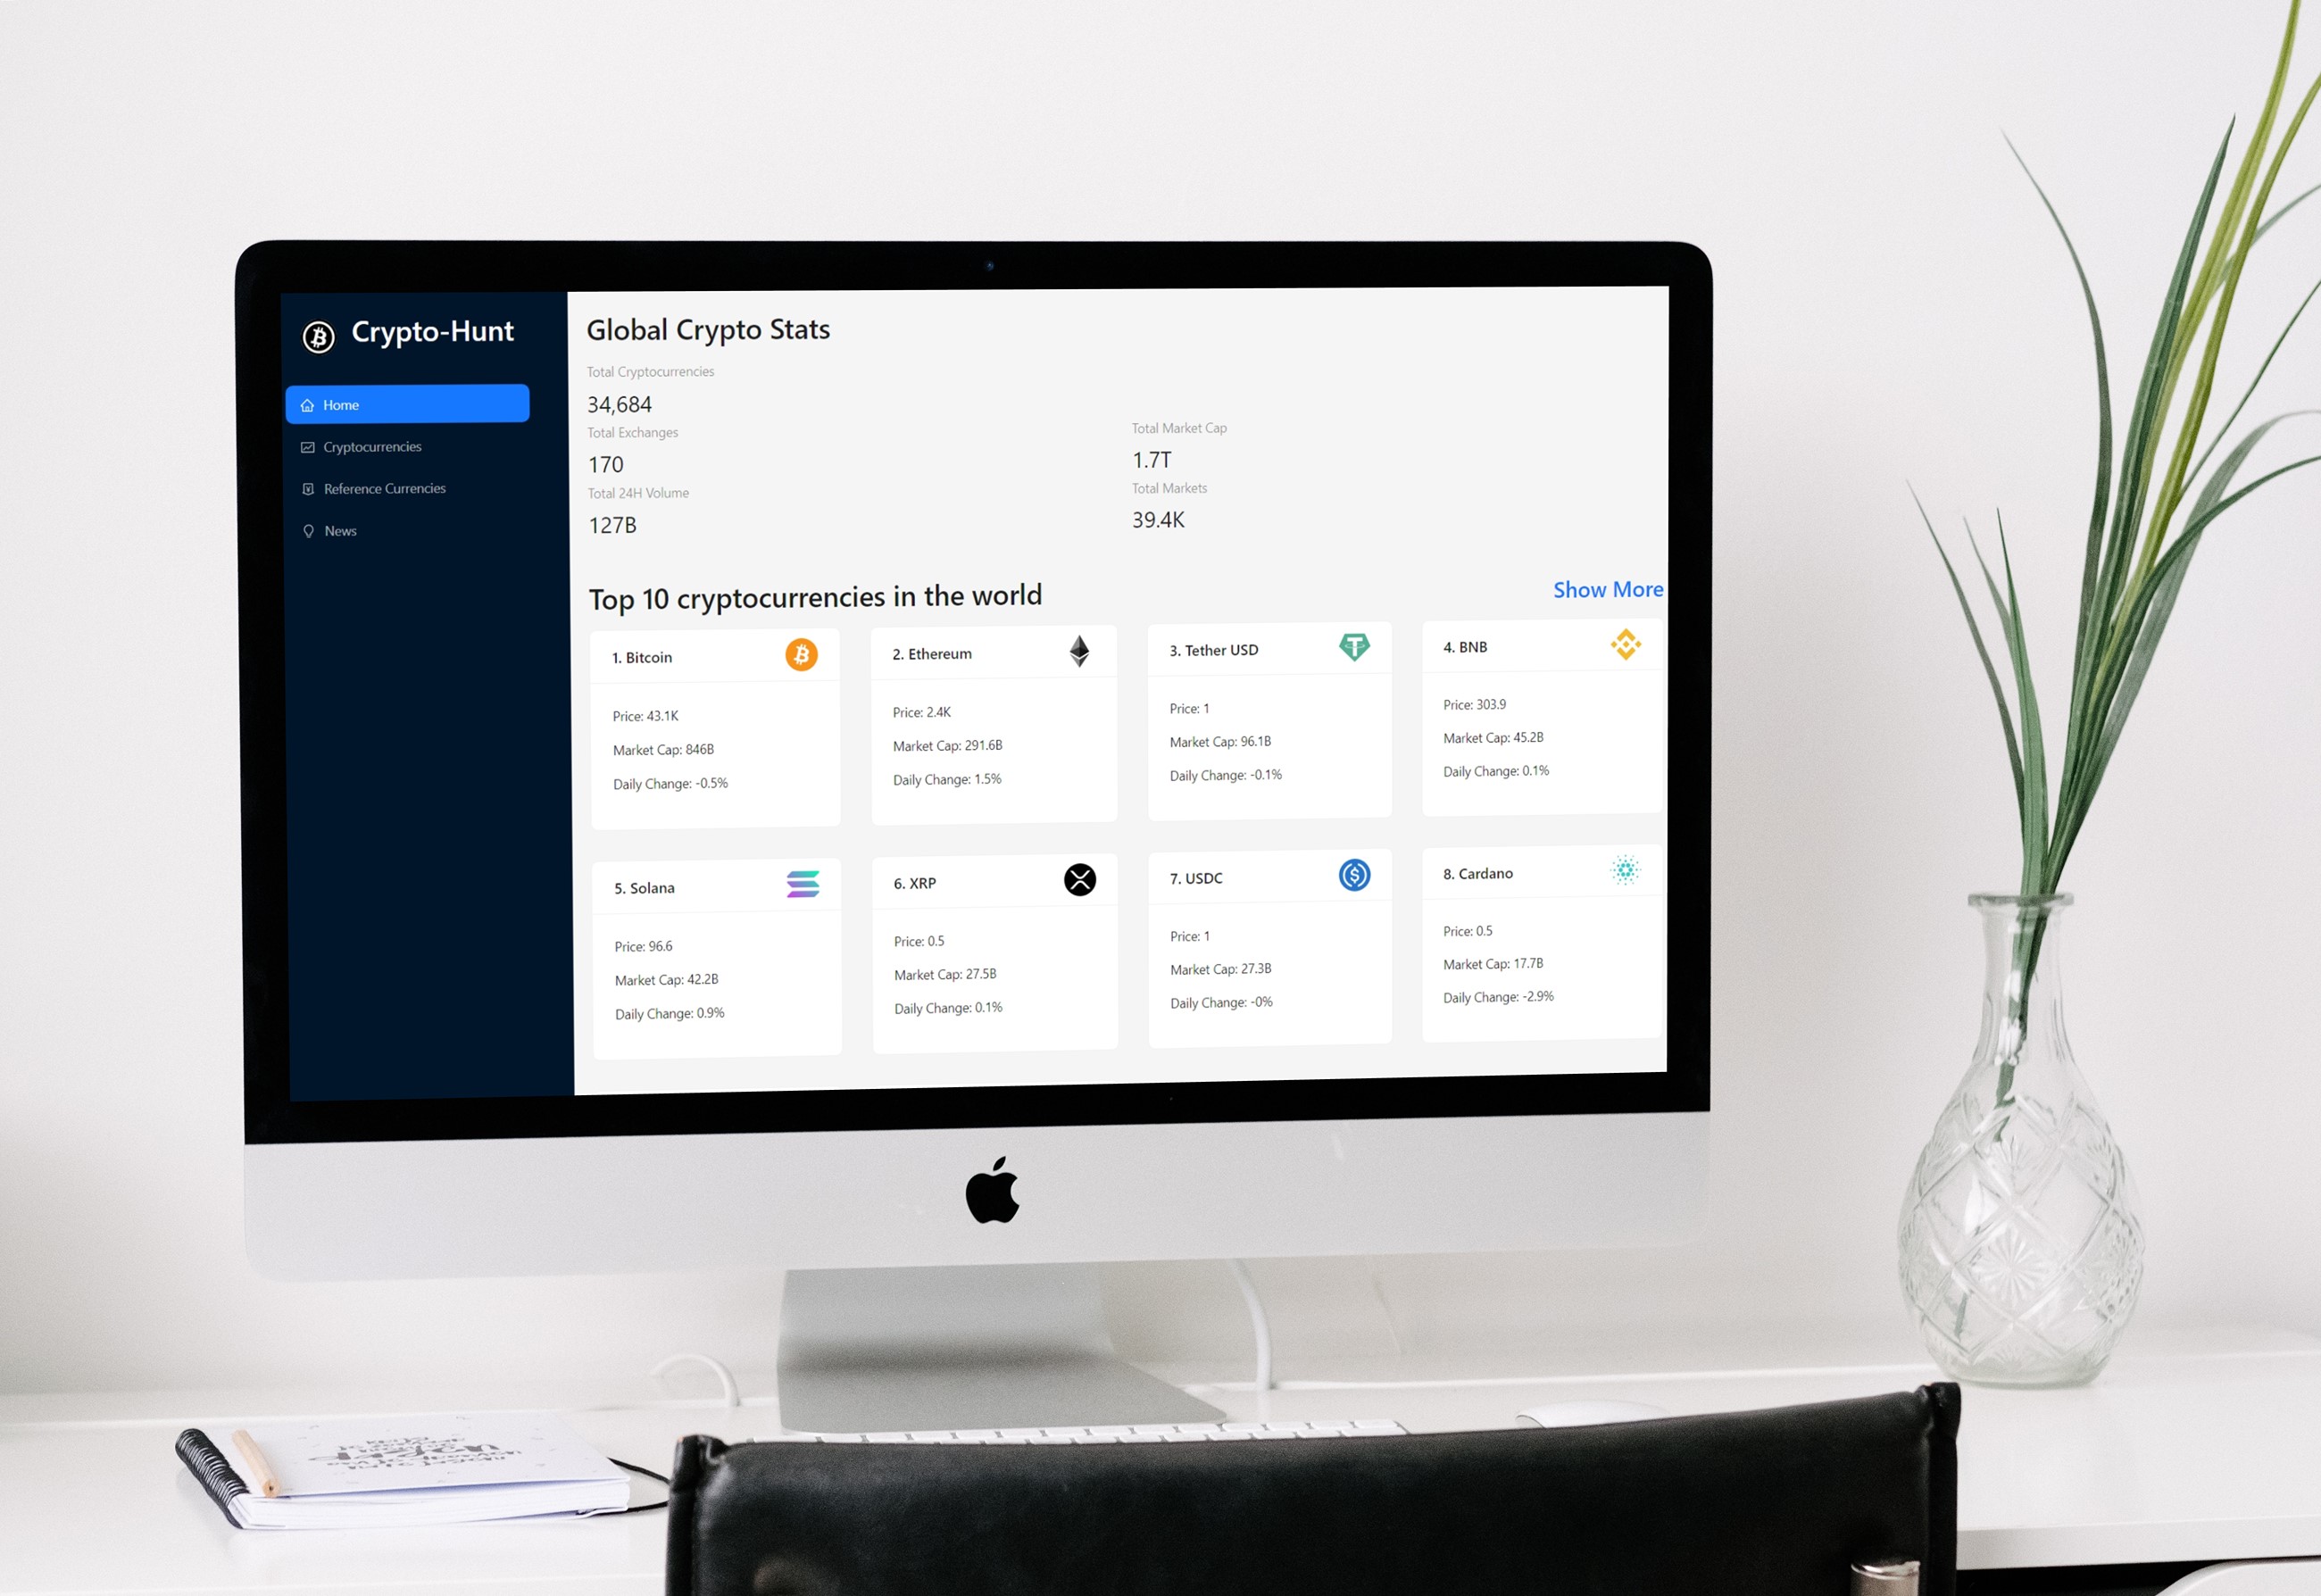 Crypto-Hunt
Home
Cryptocurrencies
Reference Currencies
News
Global Crypto Stats
Total Cryptocurrencies
34,684
Total Exchanges
170
Total 24H Volume
127B
Total Market Cap
1.7T
Total Markets
39.4K
Top 10 cryptocurrencies in the world
Show More
1. Bitcoin
Price: 43.1K
Market Cap: 846B
Daily Change: -0.5%
2. Ethereum
Price: 2.4K
Market Cap: 291.6B
Daily Change: 1.5%
3. Tether USD
Price: 1
Market Cap: 96.1B
Daily Change: -0.1%
4. BNB
Price: 303.9
Market Cap: 45.2B
Daily Change: 0.1%
5. Solana
Price: 96.6
Market Cap: 42.2B
Daily Change: 0.9%
6. XRP
Price: 0.5
Market Cap: 27.5B
Daily Change: 0.1%
7. USDC
Price: 1
Market Cap: 27.3B
Daily Change: -0%
8. Cardano
Price: 0.5
Market Cap: 17.7B
Daily Change: -2.9%